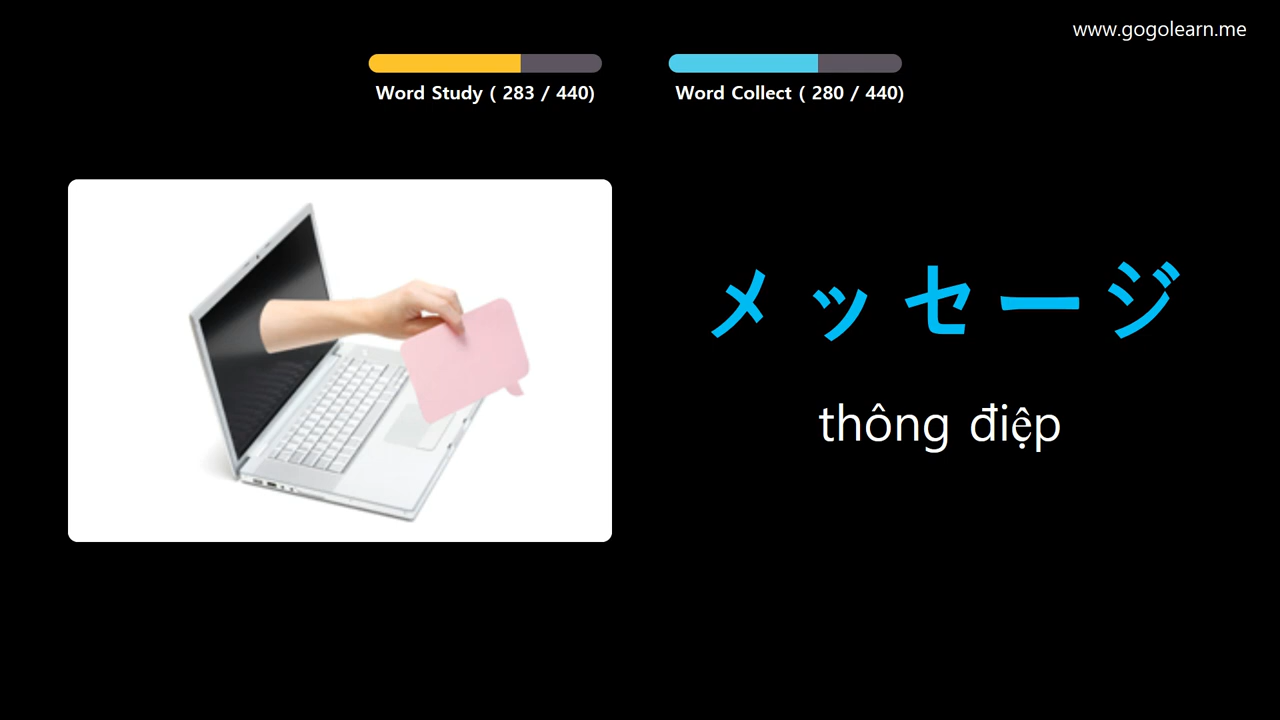 www.gogolearn.me
Word Study ( 283 / 440)
Word Collect ( 280 / 440)
メッセージ
thông điệp